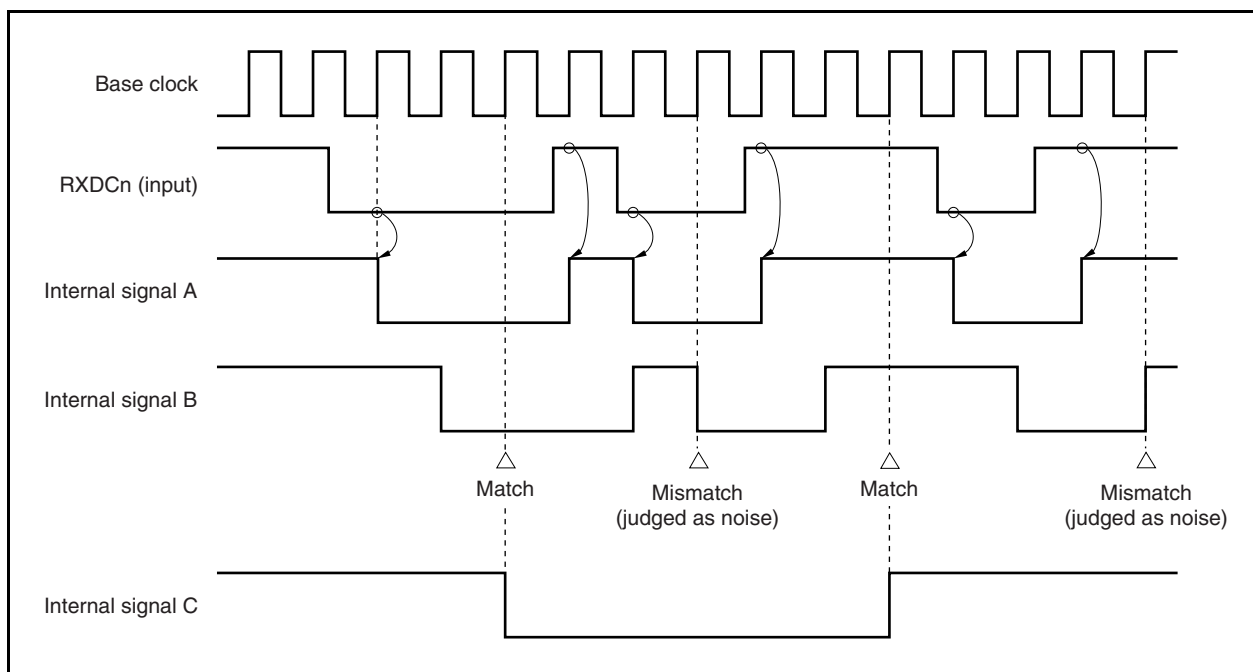 Base clock
RXDCn (input)
Internal signal A
Internal signal B
Match
Mismatch
(judged as noise)
Match
Mismatch
(judged as noise)
Internal signal C